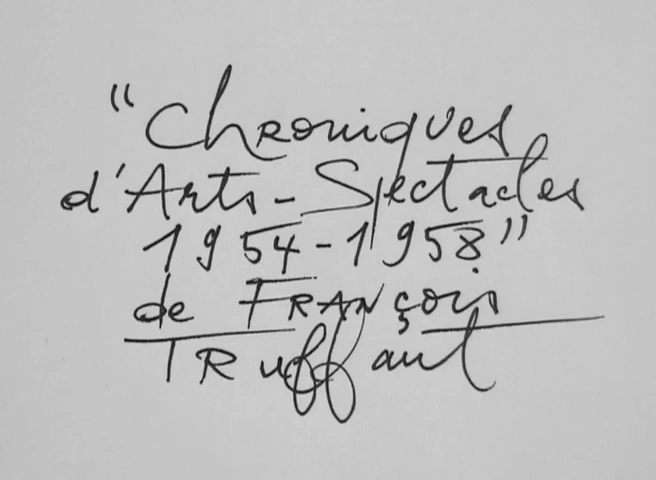 "Chroniques
d'Arts-Spectacles
1954-1958"
de François
Truffaut